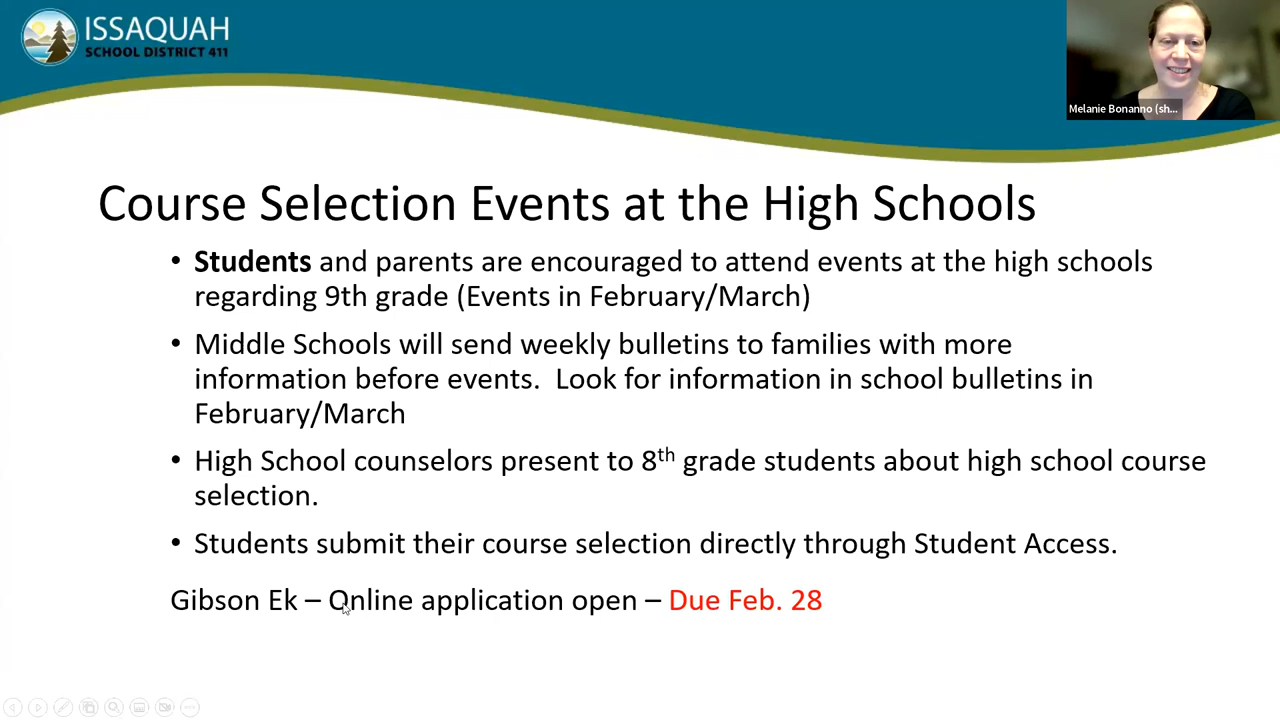 ISSAQUAH
SCHOOL DISTRICT 411
Melanie Bonanno (sh...
Course Selection Events at the High Schools
• Students and parents are encouraged to attend events at the high schools
regarding 9th grade (Events in February/March)
• Middle Schools will send weekly bulletins to families with more
information before events.  Look for information in school bulletins in
February/March
• High School counselors present to 8th grade students about high school course
selection.
• Students submit their course selection directly through Student Access.
Gibson Ek – Online application open – Due Feb. 28